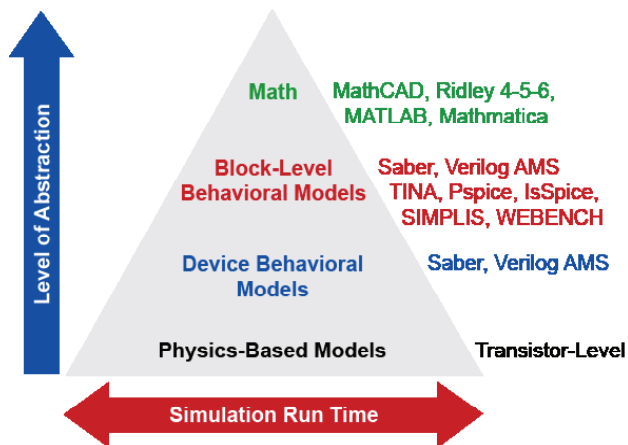 Level of Abstraction
Math
MathCAD, Ridley 4-5-6,
MATLAB, Mathmatica
Block-Level
Behavioral Models
Saber, Verilog AMS
TINA, Pspice, IsSpice,
SIMPLIS, WEBENCH
Device Behavioral
Models
Saber, Verilog AMS
Physics-Based Models
Transistor-Level
Simulation Run Time